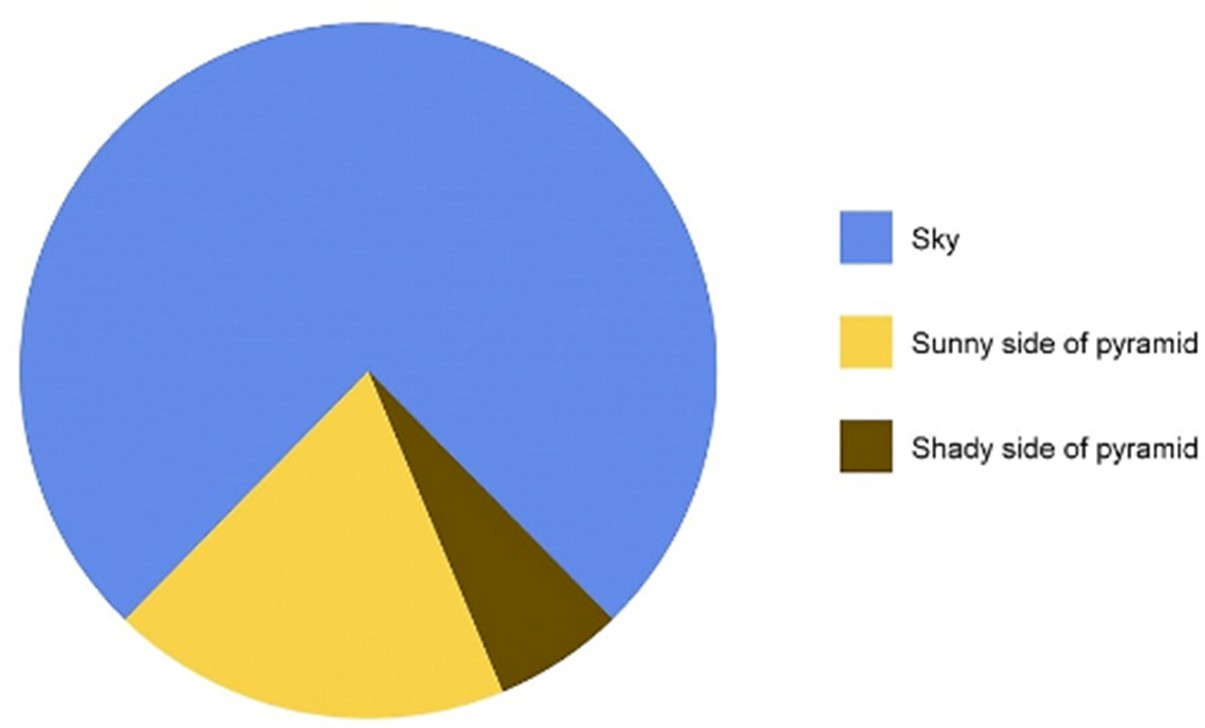 Sky
Sunny side of pyramid
Shady side of pyramid